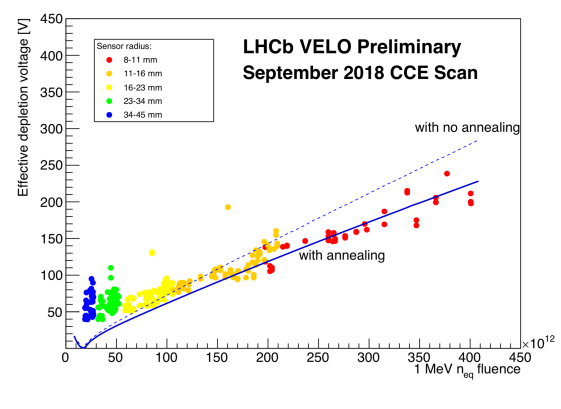 Effective depletion voltage [V]
450
400
350
300
250
200
150
100
50
Sensor radius:
8-11 mm
11-16 mm
16-23 mm
23-34 mm
34-45 mm
LHCb VELO Preliminary
September 2018 CCE Scan
with no annealing
with annealing
0 50 100 150 200 250 300 350 400 450
×10¹²
1 MeV n_eq fluence